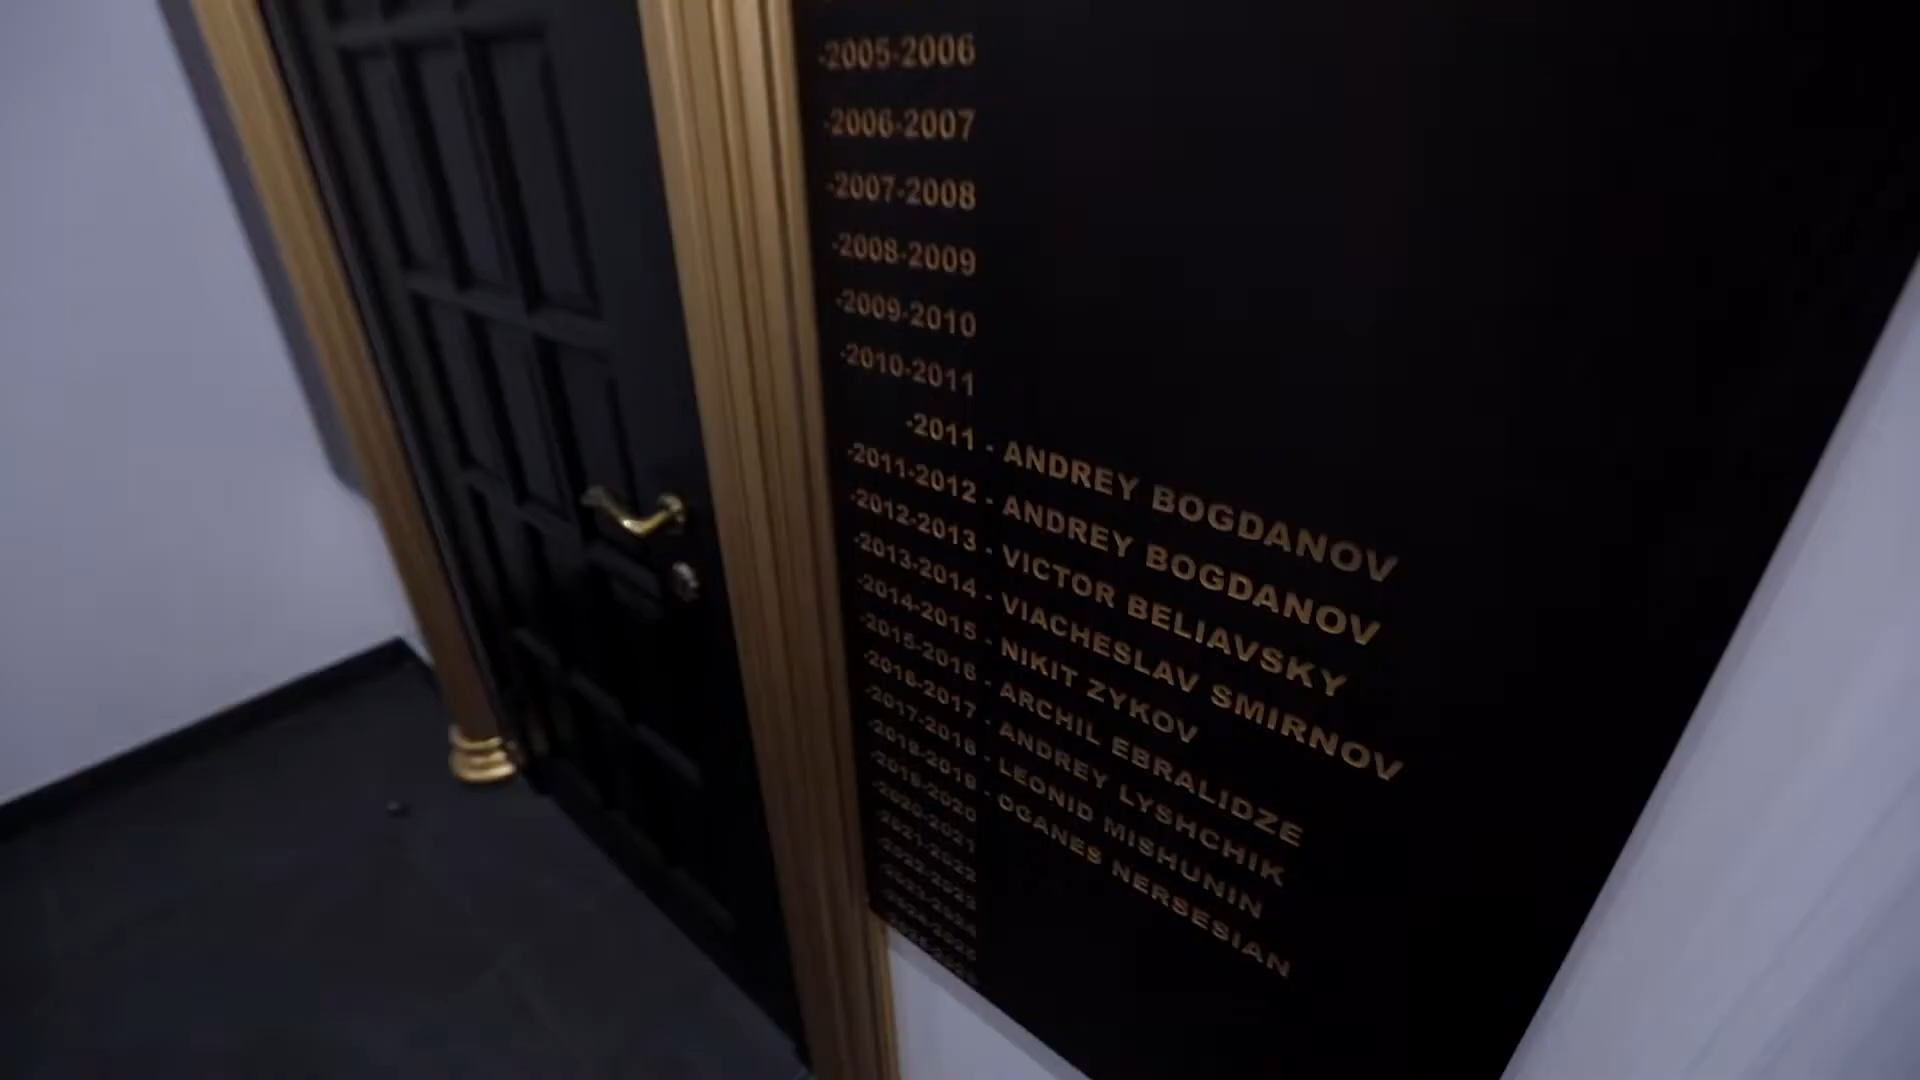 -2005-2006
-2006-2007
-2007-2008
-2008-2009
-2009-2010
-2010-2011
-2011 - ANDREY BOGDANOV
-2011-2012 - ANDREY BOGDANOV
-2012-2013 - VICTOR BELIAVSKY
-2013-2014 - VIACHESLAV SMIRNOV
-2014-2015 - NIKIT ZYKOV
-2015-2016 - ARCHIL EBRALIDZE
-2016-2017 - ANDREY LYSHCHIK
-2017-2018 - LEONID MISHUNIN
-2018-2019 - OGANES NERSESIAN
-2019-2020
-2020-2021
-2021-2022
-2022-2023